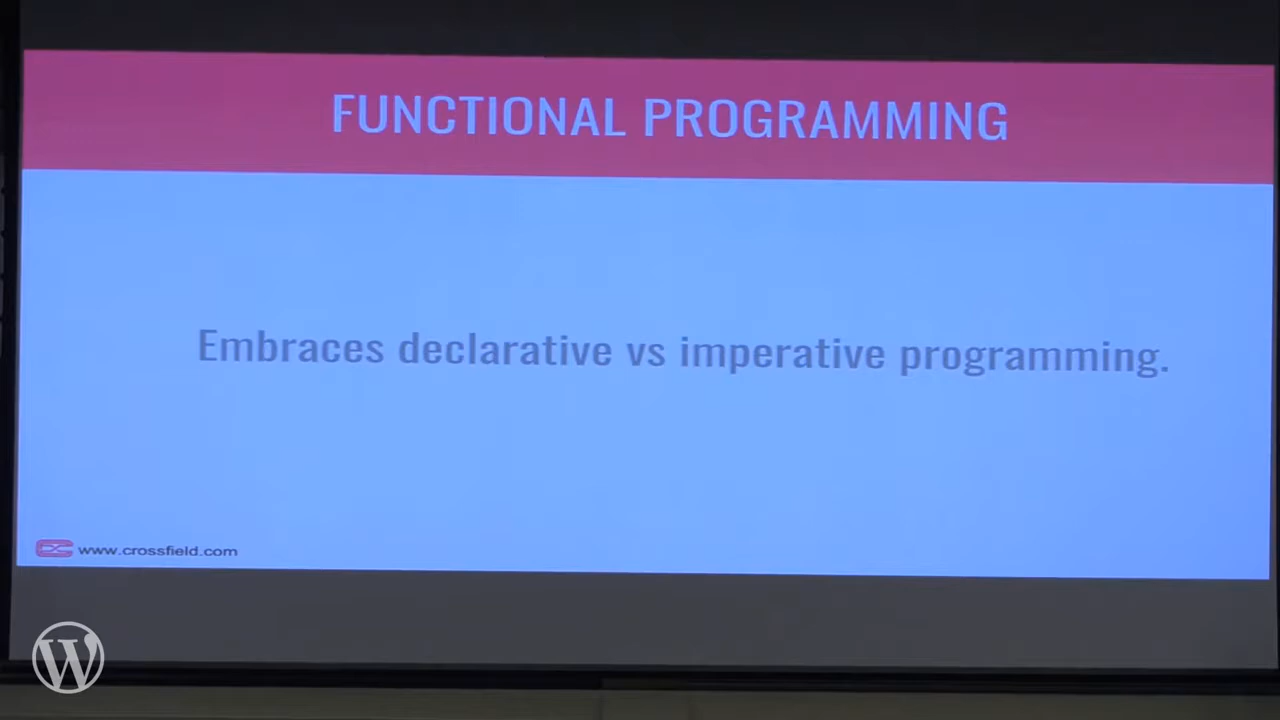 FUNCTIONAL PROGRAMMING
Embraces declarative vs imperative programming.
www.crossfield.com